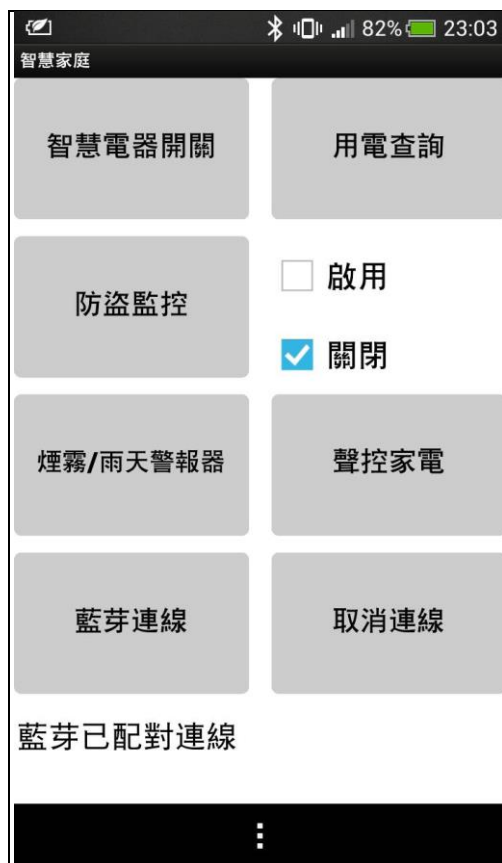 82% 23:03
智慧家庭
智慧電器開關 用電查詢
防盜監控
啟用
關閉
煙霧/雨天警報器 聲控家電
藍芽連線 取消連線
藍芽已配對連線